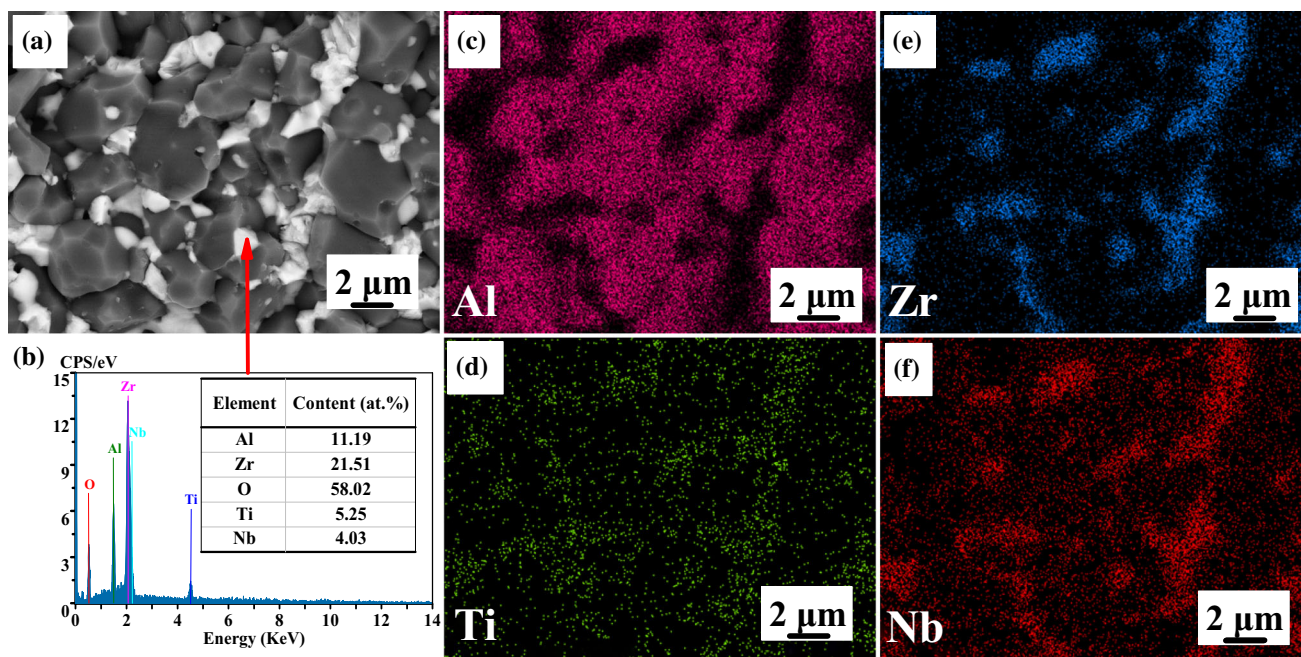 (a)
2 μm
(b)
CPS/eV
15
12
9
6
3
0
O
Al
Zr
Nb
Ti
0 2 4 6 8 10 12 14
Energy (KeV)
Element Content (at.%)
Al 11.19
Zr 21.51
O 58.02
Ti 5.25
Nb 4.03
(c)
Al
2 μm
(d)
Ti
2 μm
(e)
Zr
2 μm
(f)
Nb
2 μm